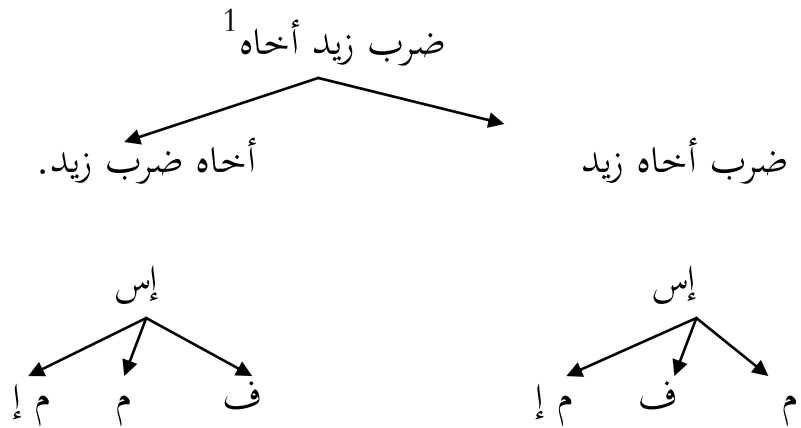 ضرب زيد أخاه1
ضرب أخاه زيد
أخاه ضرب زيد.
إس
إس
م ف م إ
ف م م إ